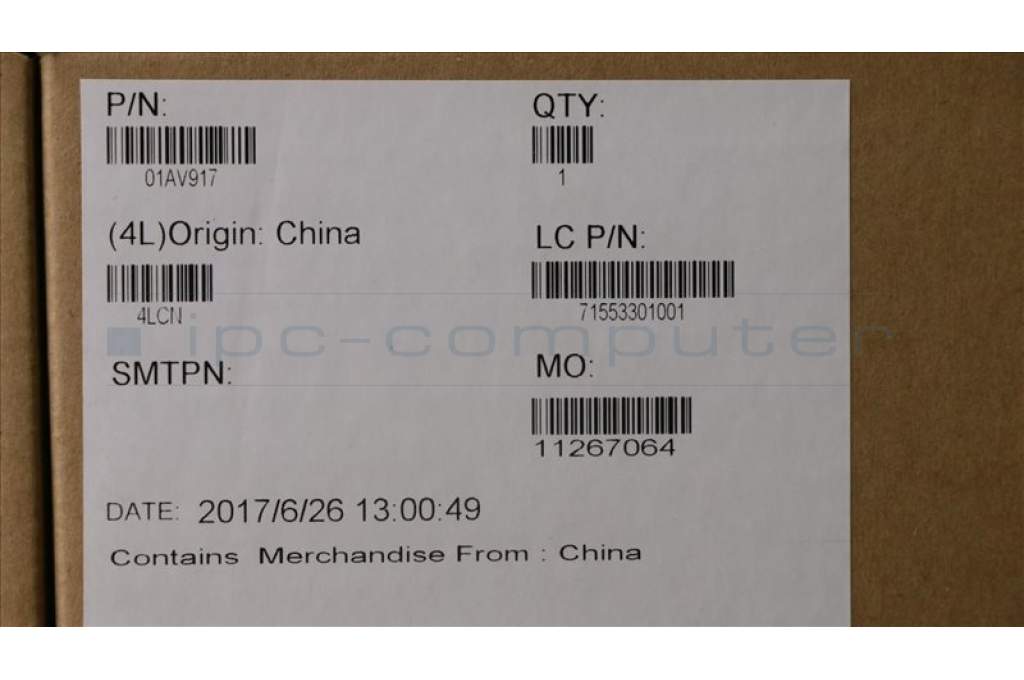 P/N:
01AV917
QTY:
1
(4L)Origin: China
4LCN
LC P/N:
71553301001
ipc-computer
SMTPN:
MO:
11267064
DATE: 2017/6/26 13:00:49
Contains Merchandise From : China